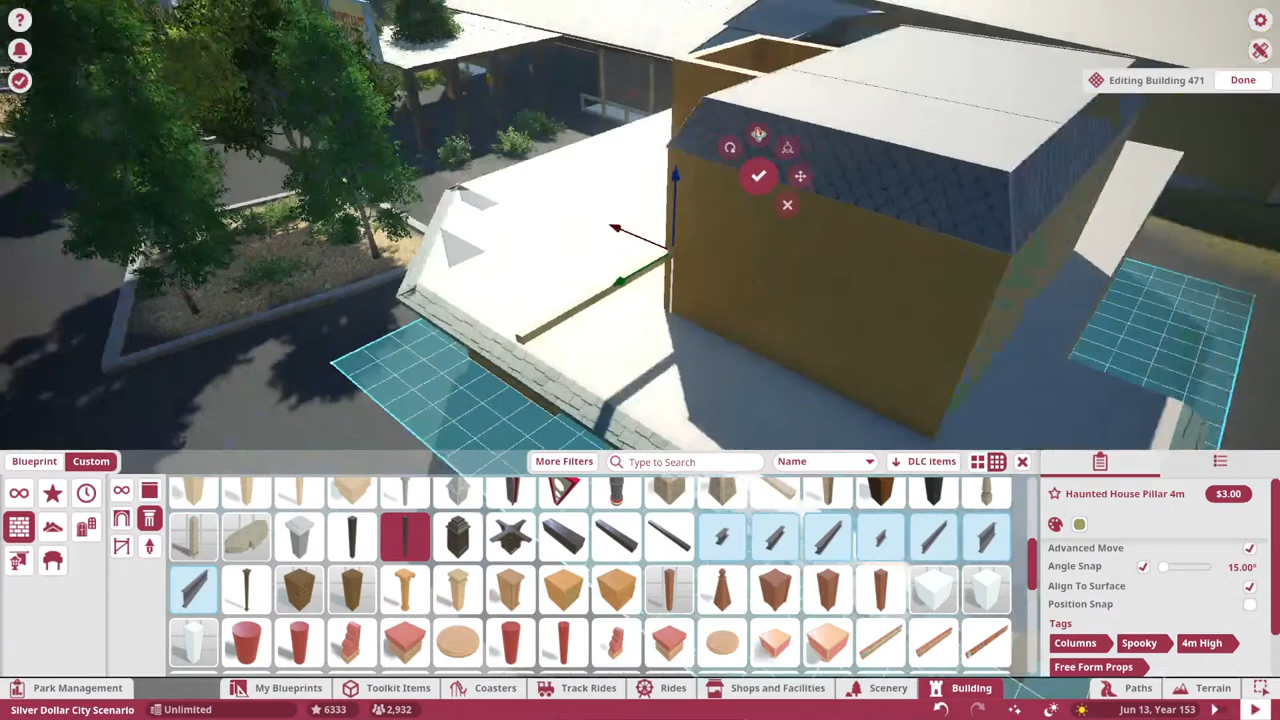 Editing Building 471
Done
Blueprint
Custom
More Filters
Type to Search
Name
DLC items
Haunted House Pillar 4m
$3.00
Advanced Move
Angle Snap
15.00°
Align To Surface
Position Snap
Tags
Columns
Spooky
4m High
Free Form Props
Park Management
My Blueprints
Toolkit Items
Coasters
Track Rides
Rides
Shops and Facilities
Scenery
Building
Paths
Terrain
Silver Dollar City Scenario
Unlimited
6333
2,932
Jun 13, Year 153